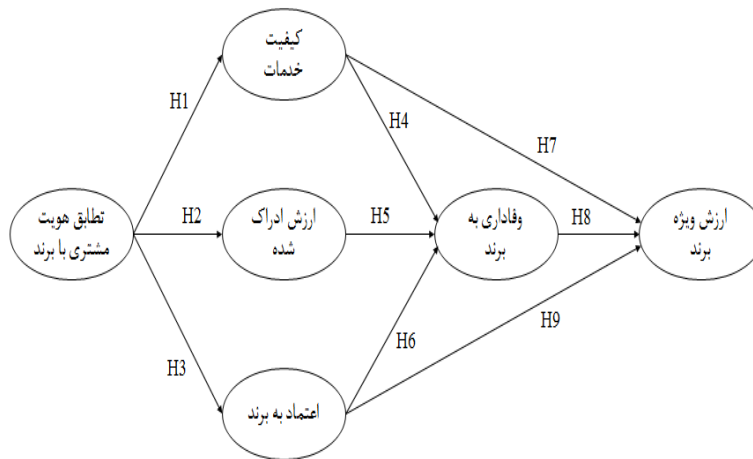 کیفیت
خدمات
H1
H4
H7
تطابق هویت
مشتری با برند
H2
ارزش ادراک
شده
H5
وفاداری به
برند
H8
ارزش ویژه
برند
H3
H6
H9
اعتماد به برند